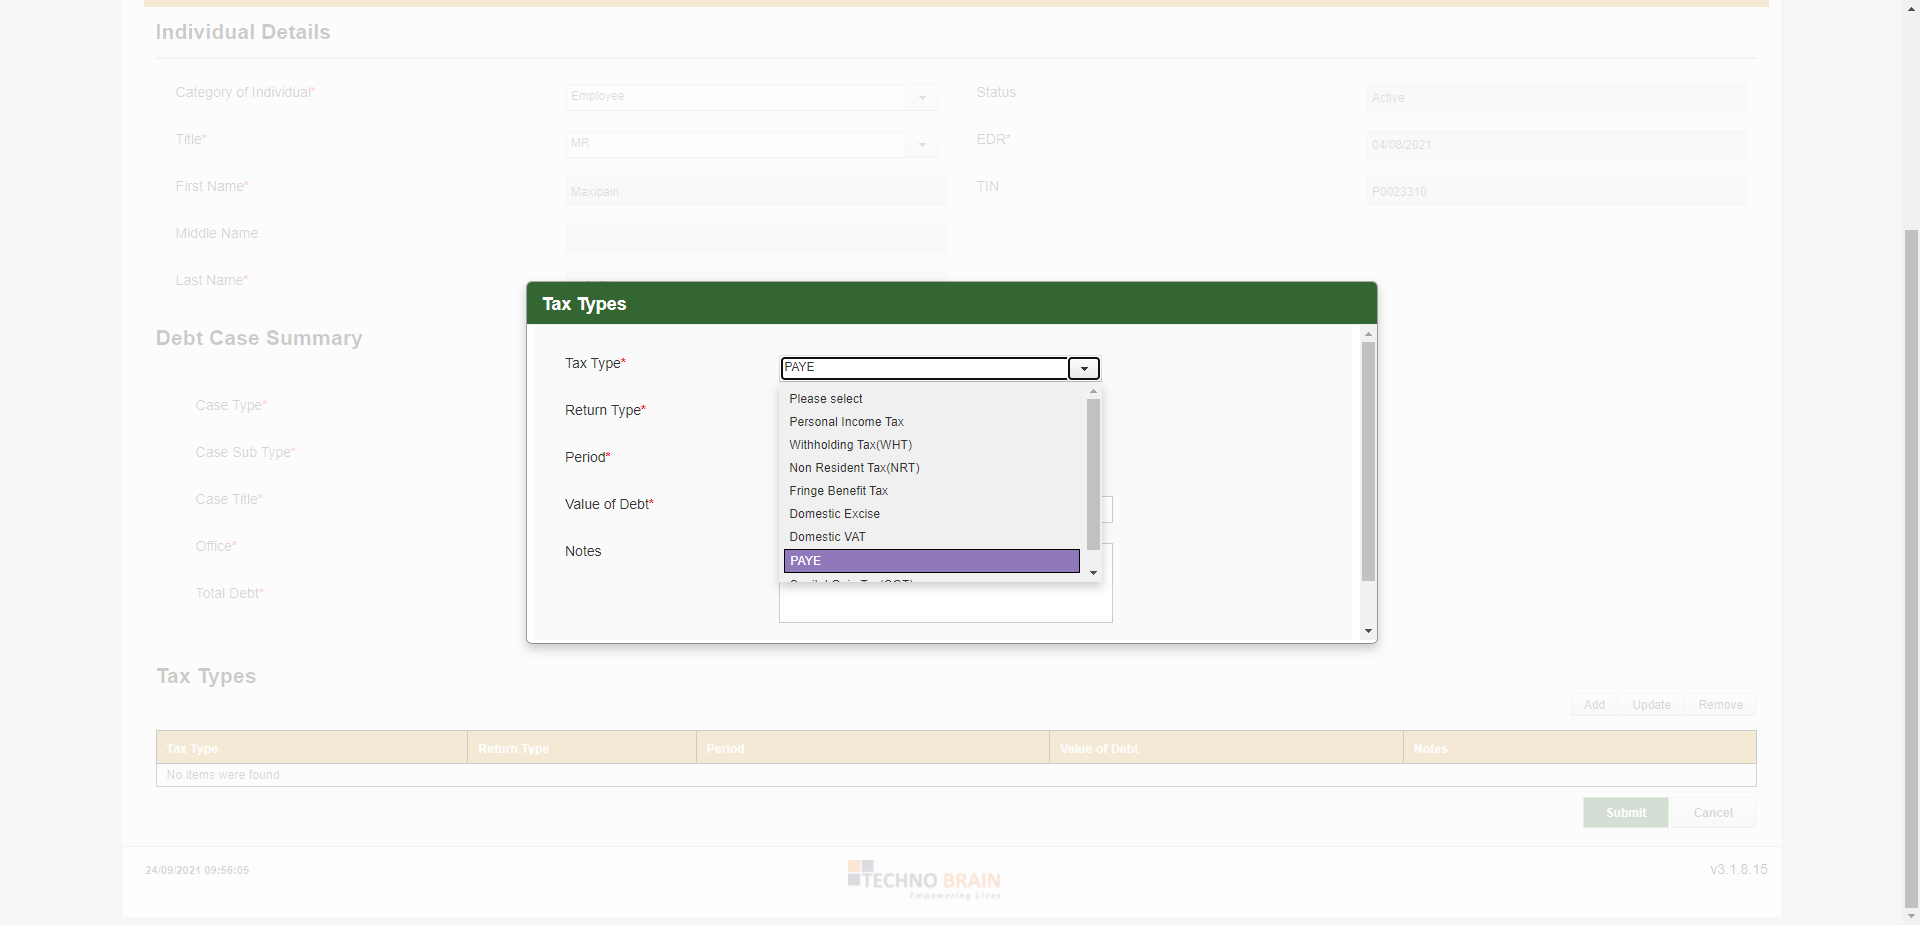 Individual Details
Category of Individual*
Employee
Status
Active
Title*
MR
EDR*
04/08/2021
First Name*
Maxipain
TIN
P0023310
Middle Name
Last Name*
Tax Types
Tax Type*
PAYE
Return Type*
Period*
Value of Debt*
Notes
Please select
Personal Income Tax
Withholding Tax(WHT)
Non Resident Tax(NRT)
Fringe Benefit Tax
Domestic Excise
Domestic VAT
PAYE
Debt Case Summary
Case Type*
Case Sub Type*
Case Title*
Office*
Total Debt*
Tax Types
Add Update Remove
Tax Type Return Type Period Value of Debt Notes
No items were found
Submit Cancel
24/09/2021 09:56:05
TECHNO BRAIN
Empowering Lives
v3.1.8.15